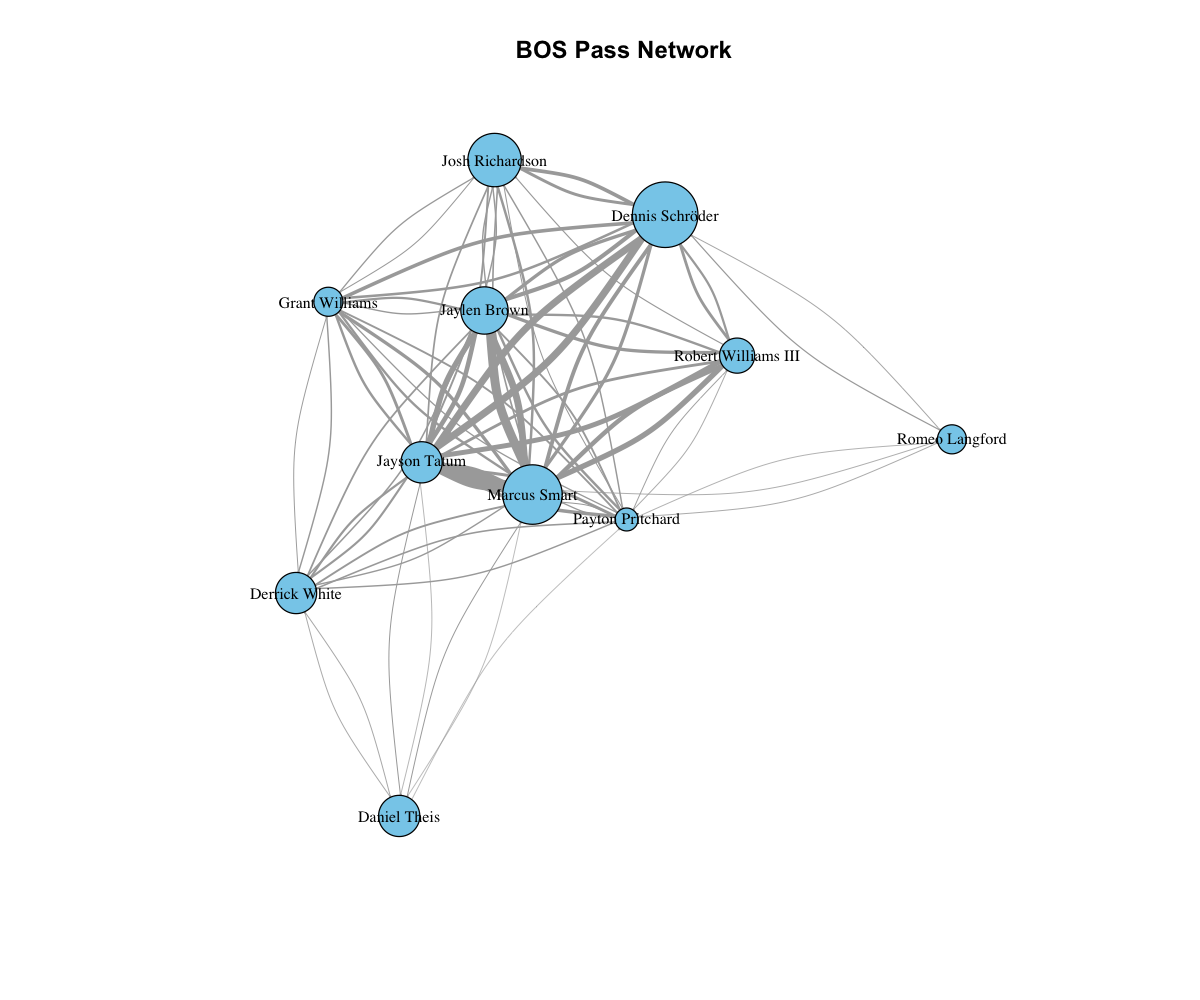 BOS Pass Network
Josh Richardson
Dennis Schröder
Grant Williams
Jaylen Brown
Robert Williams III
Romeo Langford
Jayson Tatum
Marcus Smart
Payton Pritchard
Derrick White
Daniel Theis